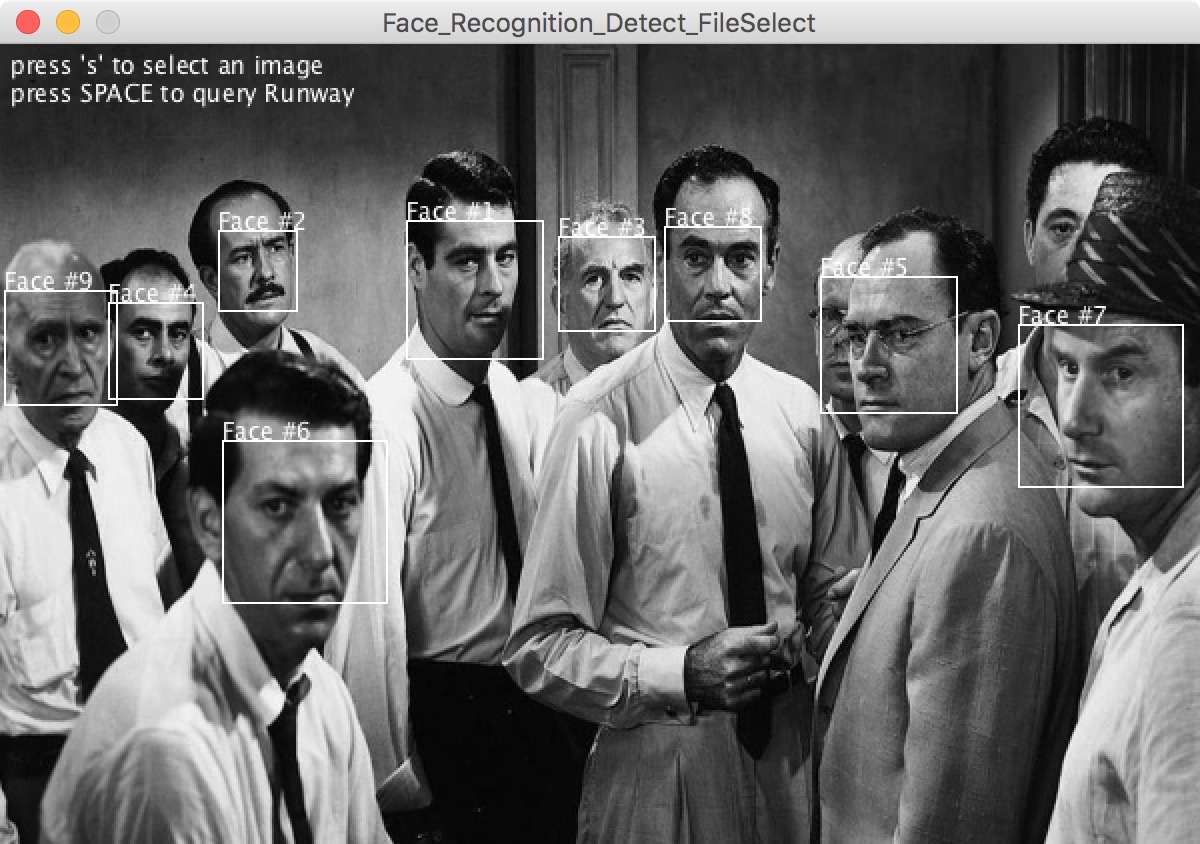 Face_Recognition_Detect_FileSelect
press 's' to select an image
press SPACE to query Runway
Face #1
Face #2
Face #3
Face #8
Face #5
Face #9
Face #4
Face #7
Face #6